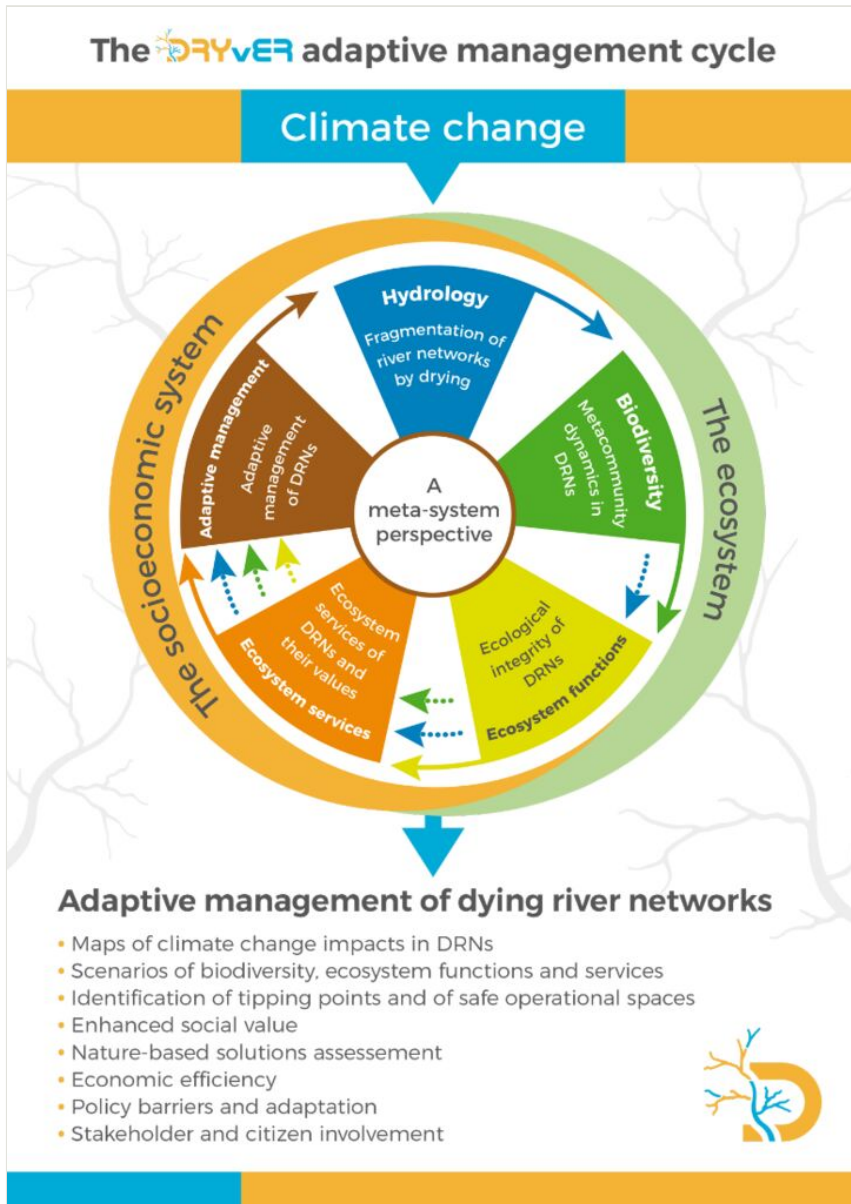 The DRYvER adaptive management cycle
Climate change
The socioeconomic system
The ecosystem
Hydrology
Fragmentation of
river networks
by drying
Biodiversity
Metacommunity
dynamics in
DRNs
Ecological
integrity of
DRNs
Ecosystem functions
Ecosystem
services of
DRNs and
their values
Ecosystem services
Adaptive management
Adaptive
management
of DRNs
A
meta-system
perspective
Adaptive management of dying river networks
• Maps of climate change impacts in DRNs
• Scenarios of biodiversity, ecosystem functions and services
• Identification of tipping points and of safe operational spaces
• Enhanced social value
• Nature-based solutions assessement
• Economic efficiency
• Policy barriers and adaptation
• Stakeholder and citizen involvement
D